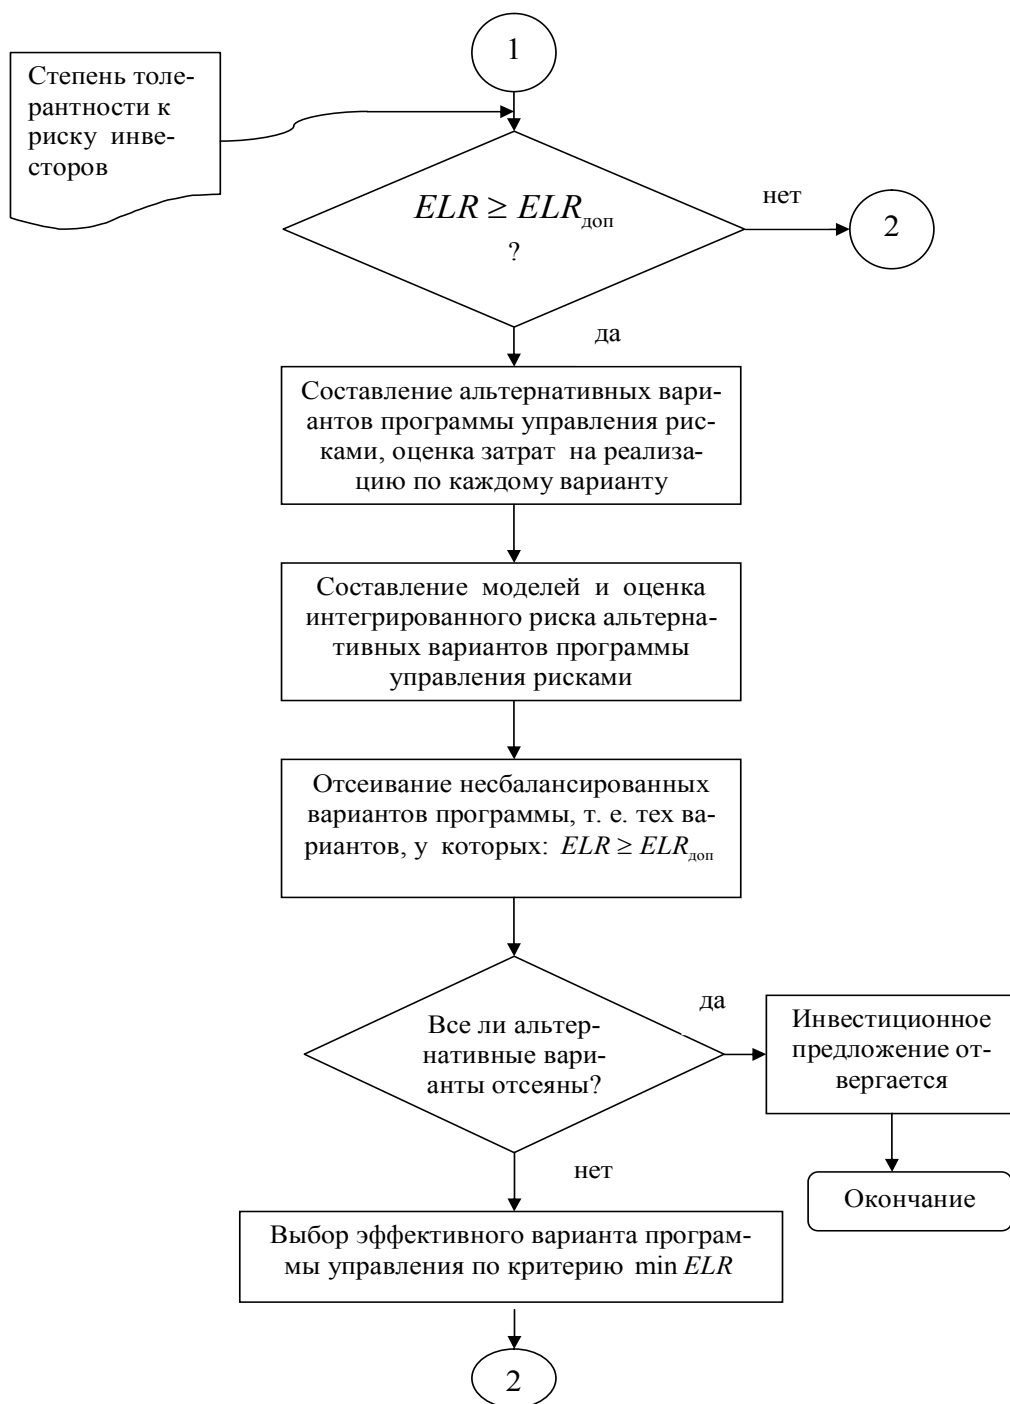 1
Степень толе-
рантности к
риску инве-
сторов
ELR ≥ ELRдоп
?
нет
2
да
Составление альтернативных вари-
антов программы управления рис-
ками, оценка затрат на реализа-
цию по каждому варианту
Составление моделей и оценка
интегрированного риска альтерна-
тивных вариантов программы
управления рисками
Отсеивание несбалансированных
вариантов программы, т. е. тех ва-
риантов, у которых: ELR ≥ ELRдоп
Все ли альтер-
нативные вари-
анты отсеяны?
да
Инвестиционное
предложение от-
вергается
Окончание
нет
Выбор эффективного варианта програм-
мы управления по критерию min ELR
2